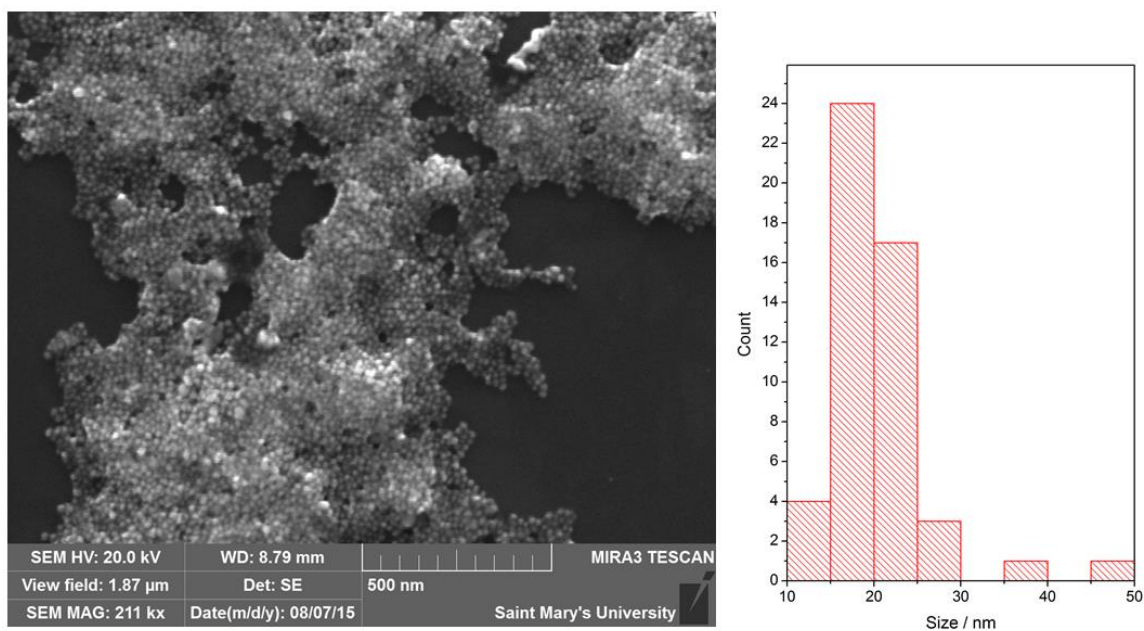 SEM HV: 20.0 kV
WD: 8.79 mm
MIRA3 TESCAN
View field: 1.87 µm
Det: SE
500 nm
SEM MAG: 211 kx
Date(m/d/y): 08/07/15
Saint Mary's University
24
22
20
18
16
14
12
10
8
6
4
2
0
Count
10
20
30
40
50
Size / nm